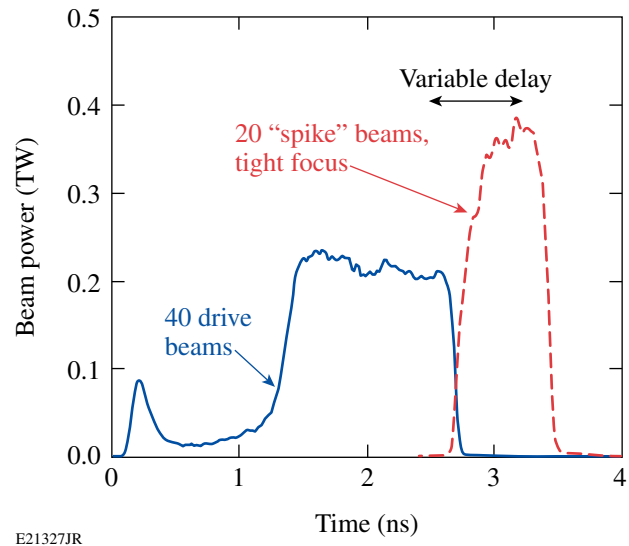 0.5
0.4
0.3
0.2
0.1
0.0
Beam power (TW)
Variable delay
20 “spike” beams,
tight focus
40 drive
beams
0
1
2
3
4
Time (ns)
E21327JR